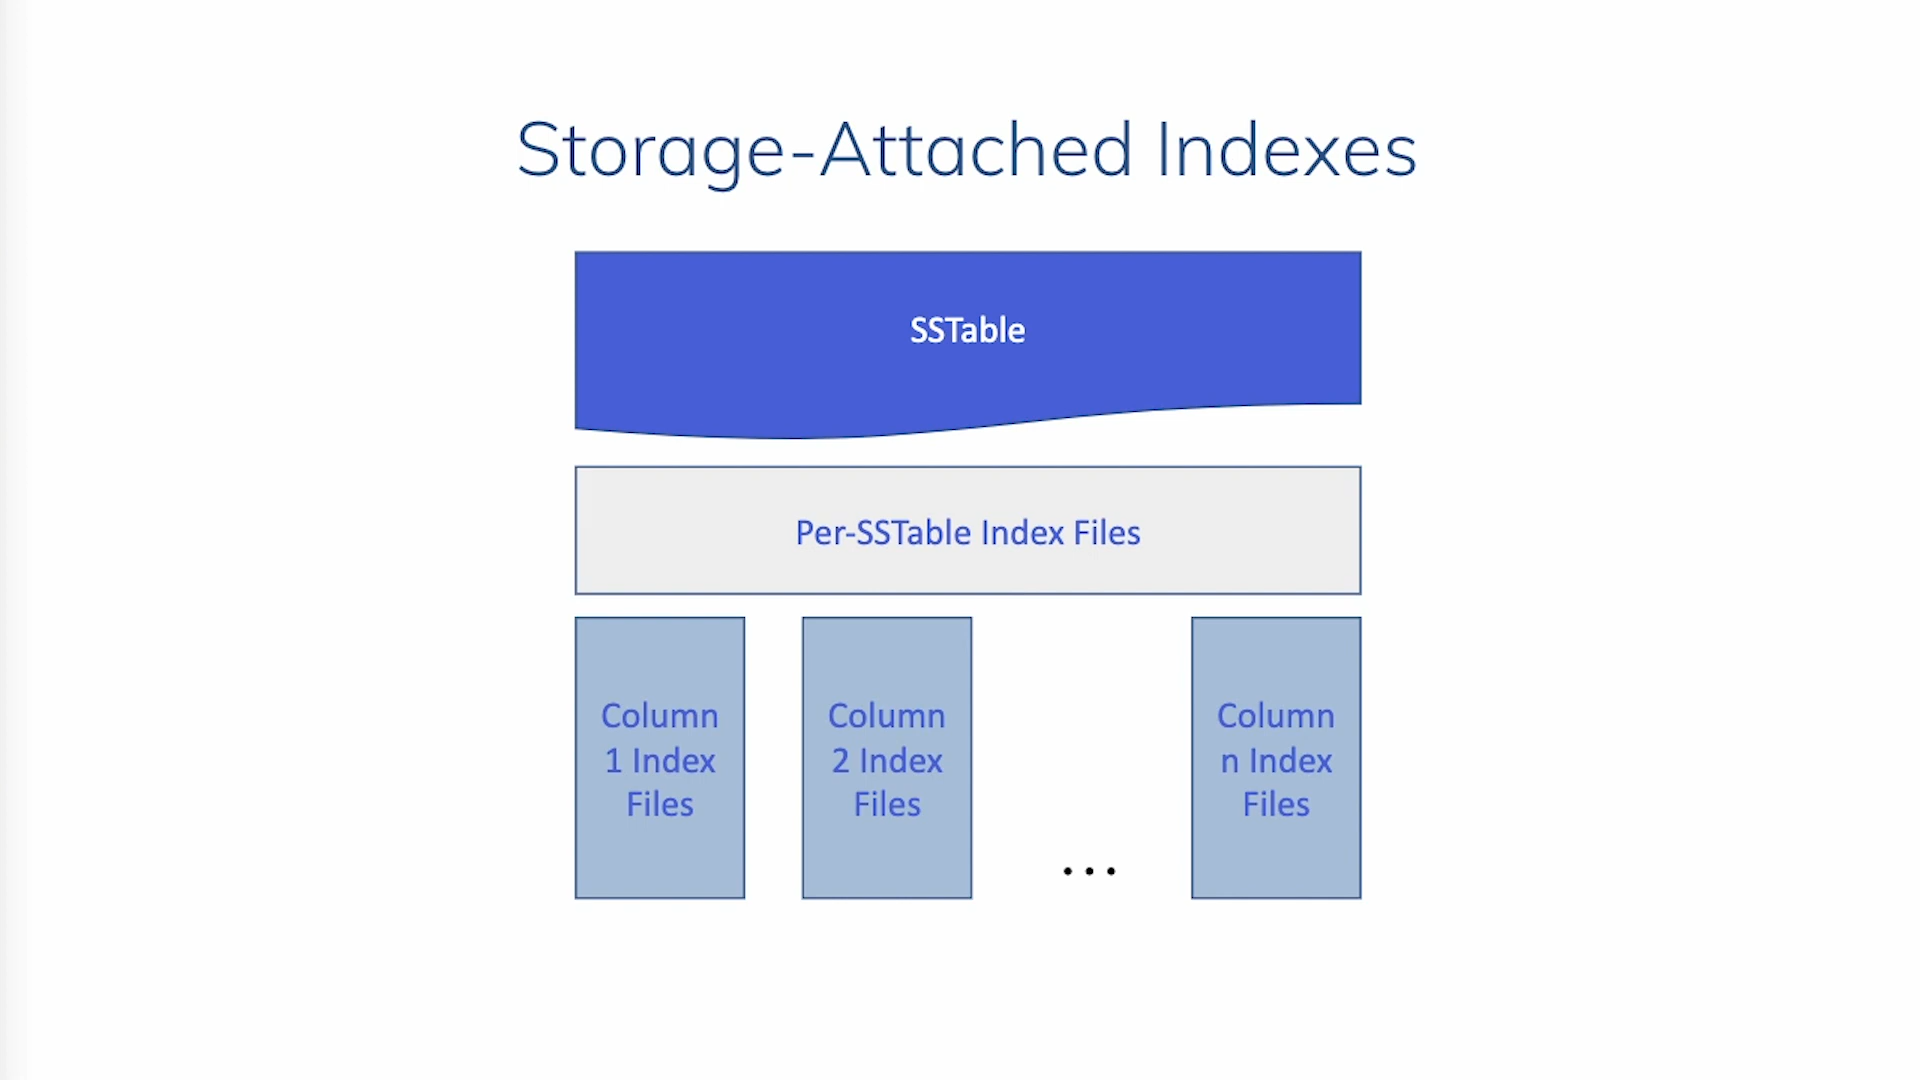 Storage-Attached Indexes
SSTable
Per-SSTable Index Files
Column
1 Index
Files
Column
2 Index
Files
...
Column
n Index
Files